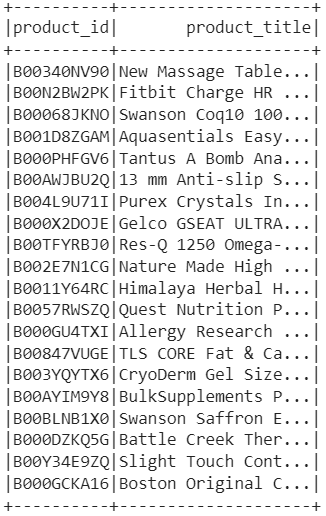 +----------+--------------------+
|product_id|       product_title|
+----------+--------------------+
|B00340NV90|New Massage Table...|
|B00N2BW2PK|Fitbit Charge HR ...|
|B00068JKNO|Swanson Coq10 100...|
|B001D8ZGAM|Aquasentials Easy...|
|B000PHFGV6|Tantus A Bomb Ana...|
|B00AWJBU2Q|13 mm Anti-slip S...|
|B004L9U71I|Purex Crystals In...|
|B000X2DOJE|Gelco GSEAT ULTRA...|
|B00TFYRBJ0|Res-Q 1250 Omega-...|
|B002E7N1CG|Nature Made High ...|
|B0011Y64RC|Himalaya Herbal H...|
|B0057RWSZQ|Quest Nutrition P...|
|B000GU4TXI|Allergy Research ...|
|B00847VUGE|TLS CORE Fat & Ca...|
|B003YQYTX6|CryoDerm Gel Size...|
|B00AYIM9Y8|BulkSupplements P...|
|B00BLNB1X0|Swanson Saffron E...|
|B000DZKQ5G|Battle Creek Ther...|
|B00Y34E9ZQ|Slight Touch Cont...|
|B000GCKA16|Boston Original C...|
+----------+--------------------+